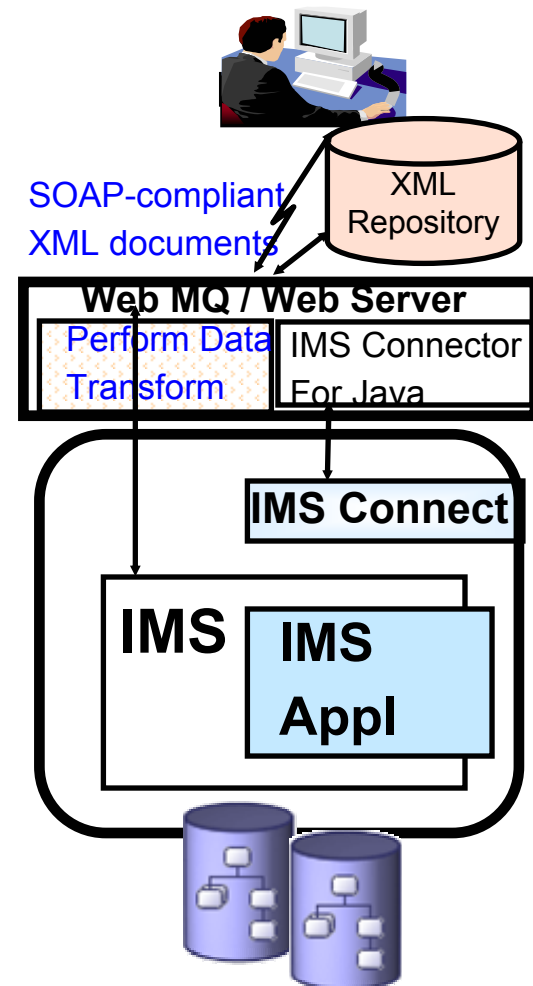 SOAP-compliant
XML documents
XML
Repository
Web MQ / Web Server
Perform Data
Transform
IMS Connector
For Java
IMS Connect
IMS
IMS
Appl